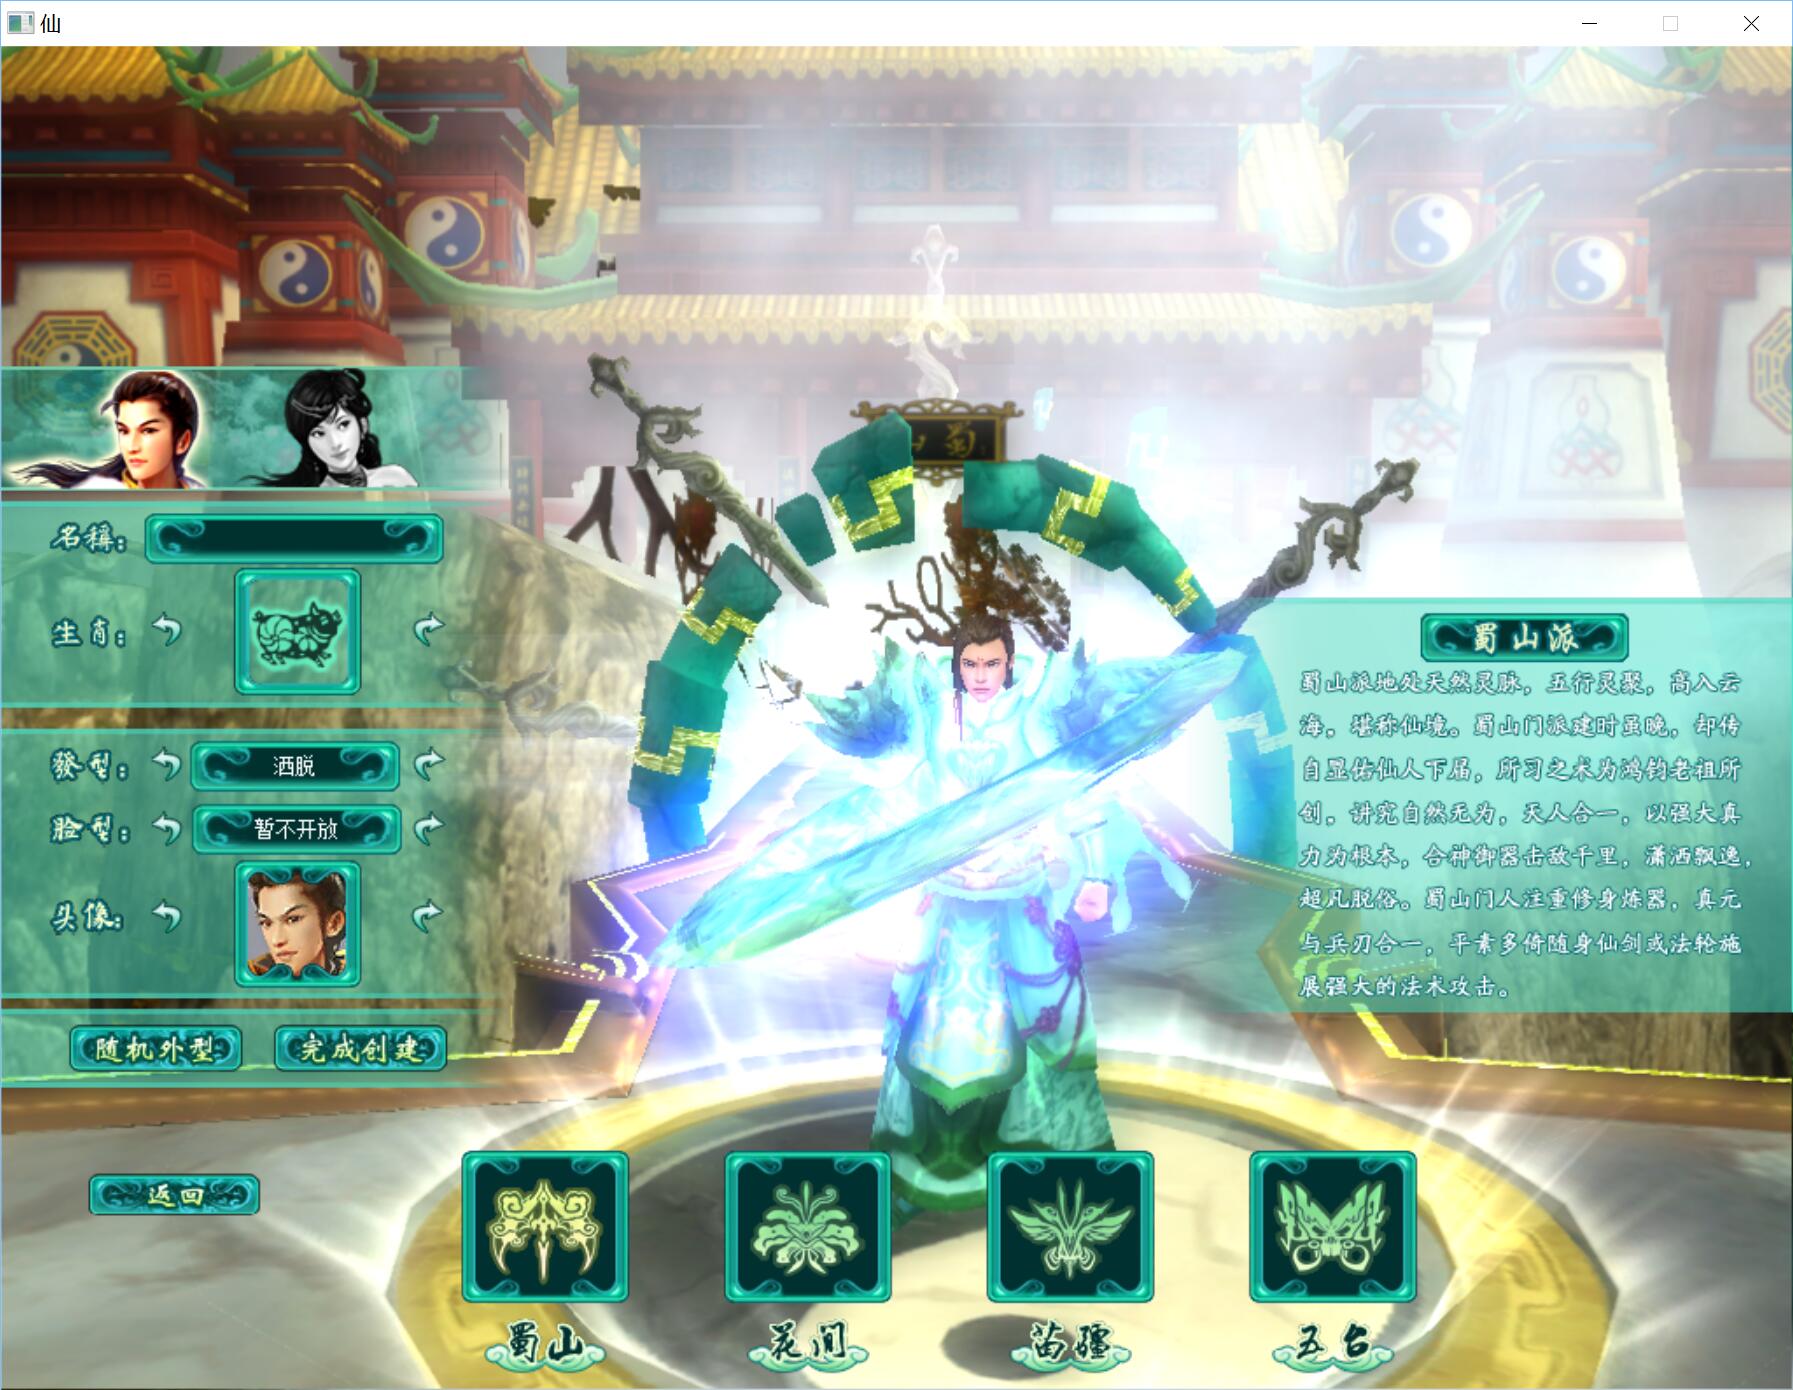 仙
蜀
名稱:
生肖:
發型:
洒脱
脸型:
暂不开放
头像:
随机外型
完成创建
返回
蜀山派
蜀山派地处天然灵脉，五行灵聚，高入云
海，堪称仙境。蜀山门派建时虽晚，却传
自显佑仙人下届，所习之术为鸿钧老祖所
创，讲究自然无为，天人合一，以强大真
力为根本，合神御器击敌千里，潇洒飘逸，
超凡脱俗。蜀山门人注重修身炼器，真元
与兵刃合一，平素多倚随身仙剑或法轮施
展强大的法术攻击。
蜀山
花间
苗疆
五台